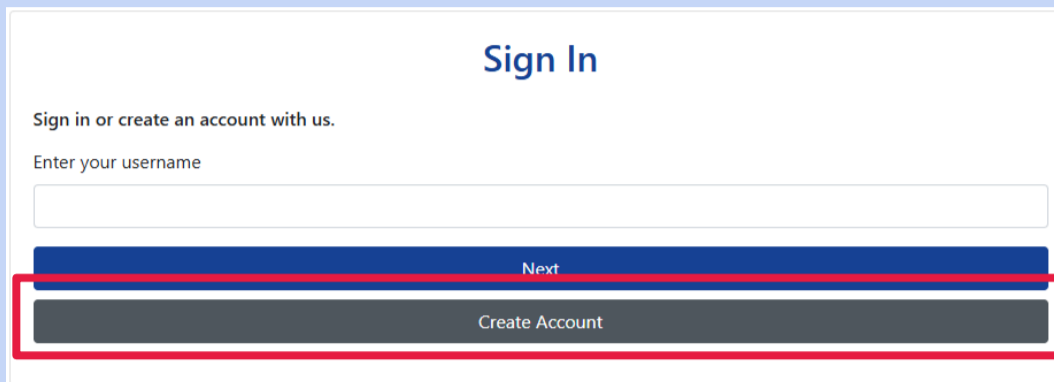 Sign In
Sign in or create an account with us.
Enter your username
Next
Create Account